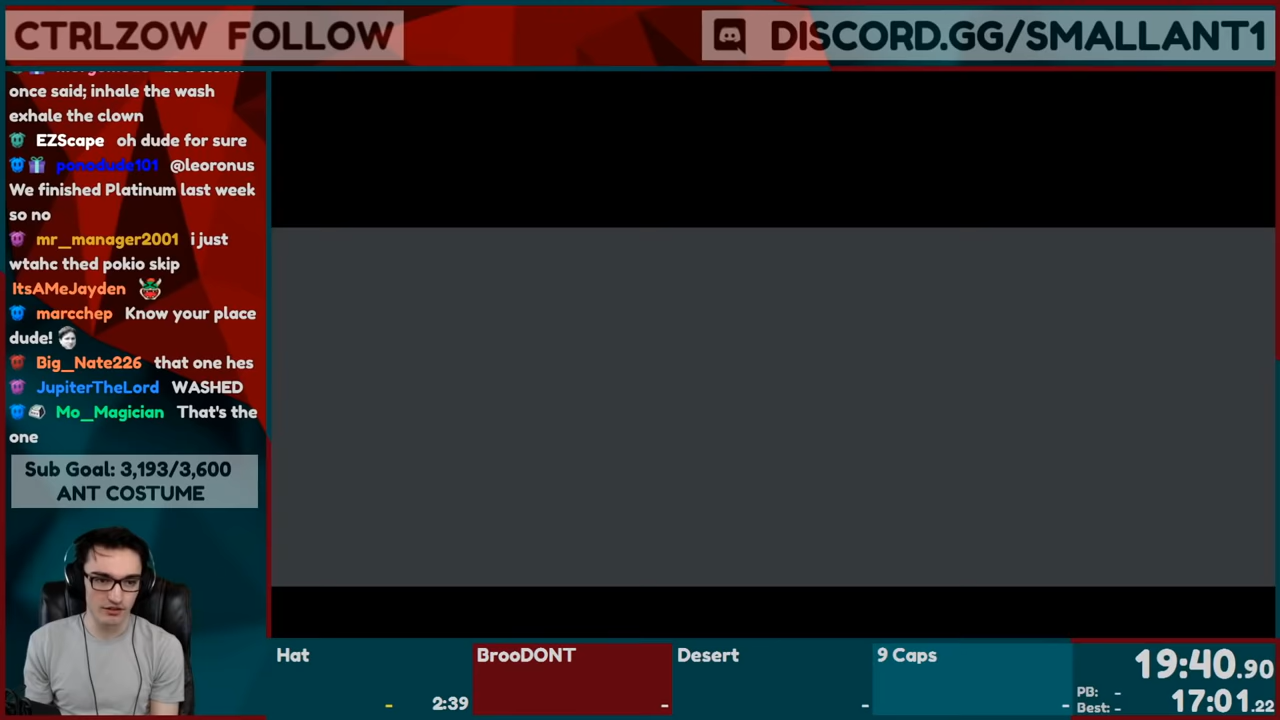 CTRLZOW FOLLOW
DISCORD.GG/SMALLANT1
once said; inhale the wash
exhale the clown
EZScape oh dude for sure
ponodude101 @leoronus
We finished Platinum last week
so no
mr_manager2001 i just
wtahc thed pokio skip
ItsAMeJayden
marcchep Know your place
dude!
Big_Nate226 that one hes
JupiterTheLord WASHED
Mo_Magician That's the
one
Sub Goal: 3,193/3,600
ANT COSTUME
Hat
- 2:39
BrooDONT
-
Desert
-
9 Caps
-
19:40.90
PB: -
Best: -
17:01.22